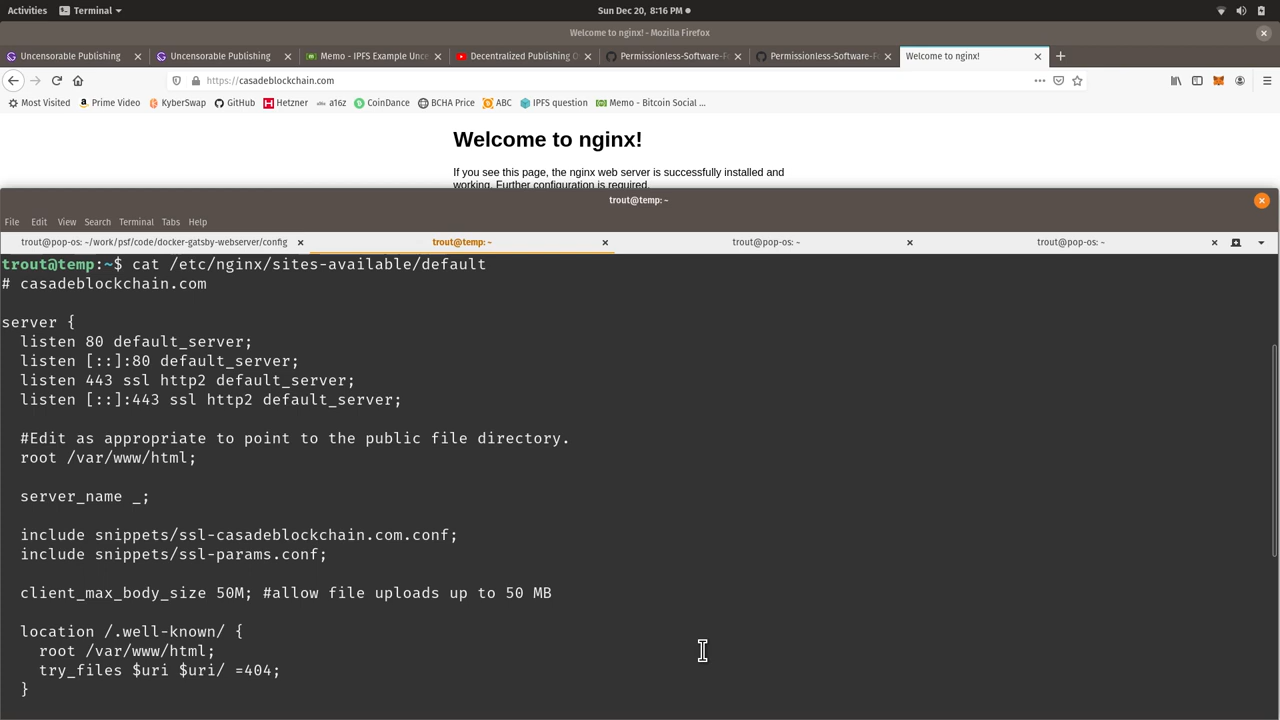 Activities Terminal Sun Dec 20, 8:16 PM
Welcome to nginx! - Mozilla Firefox
Uncensorable Publishing Uncensorable Publishing Memo - IPFS Example Unce Decentralized Publishing D PermissionIess-Software-F PermissionIess-Software-F Welcome to nginx!
https://casadeblockchain.com
Most Visited Prime Video KyberSwap GitHub Hetzner a16z CoinDance BCHA Price ABC IPFS question Memo - Bitcoin Social ...
Welcome to nginx!
If you see this page, the nginx web server is successfully installed and
working. Further configuration is required.
trout@temp: ~
File Edit View Search Terminal Tabs Help
trout@pop-os: ~/work/psf/code/docker-gatsby-webserver/config trout@temp: ~ trout@pop-os: ~ trout@pop-os: ~
trout@temp:~$ cat /etc/nginx/sites-available/default
# casadeblockchain.com
server {
listen 80 default_server;
listen [::]:80 default_server;
listen 443 ssl http2 default_server;
listen [::]:443 ssl http2 default_server;
#Edit as appropriate to point to the public file directory.
root /var/www/html;
server_name _;
include snippets/ssl-casadeblockchain.com.conf;
include snippets/ssl-params.conf;
client_max_body_size 50M; #allow file uploads up to 50 MB
location /.well-known/ {
root /var/www/html;
try_files $uri $uri/ =404;
}